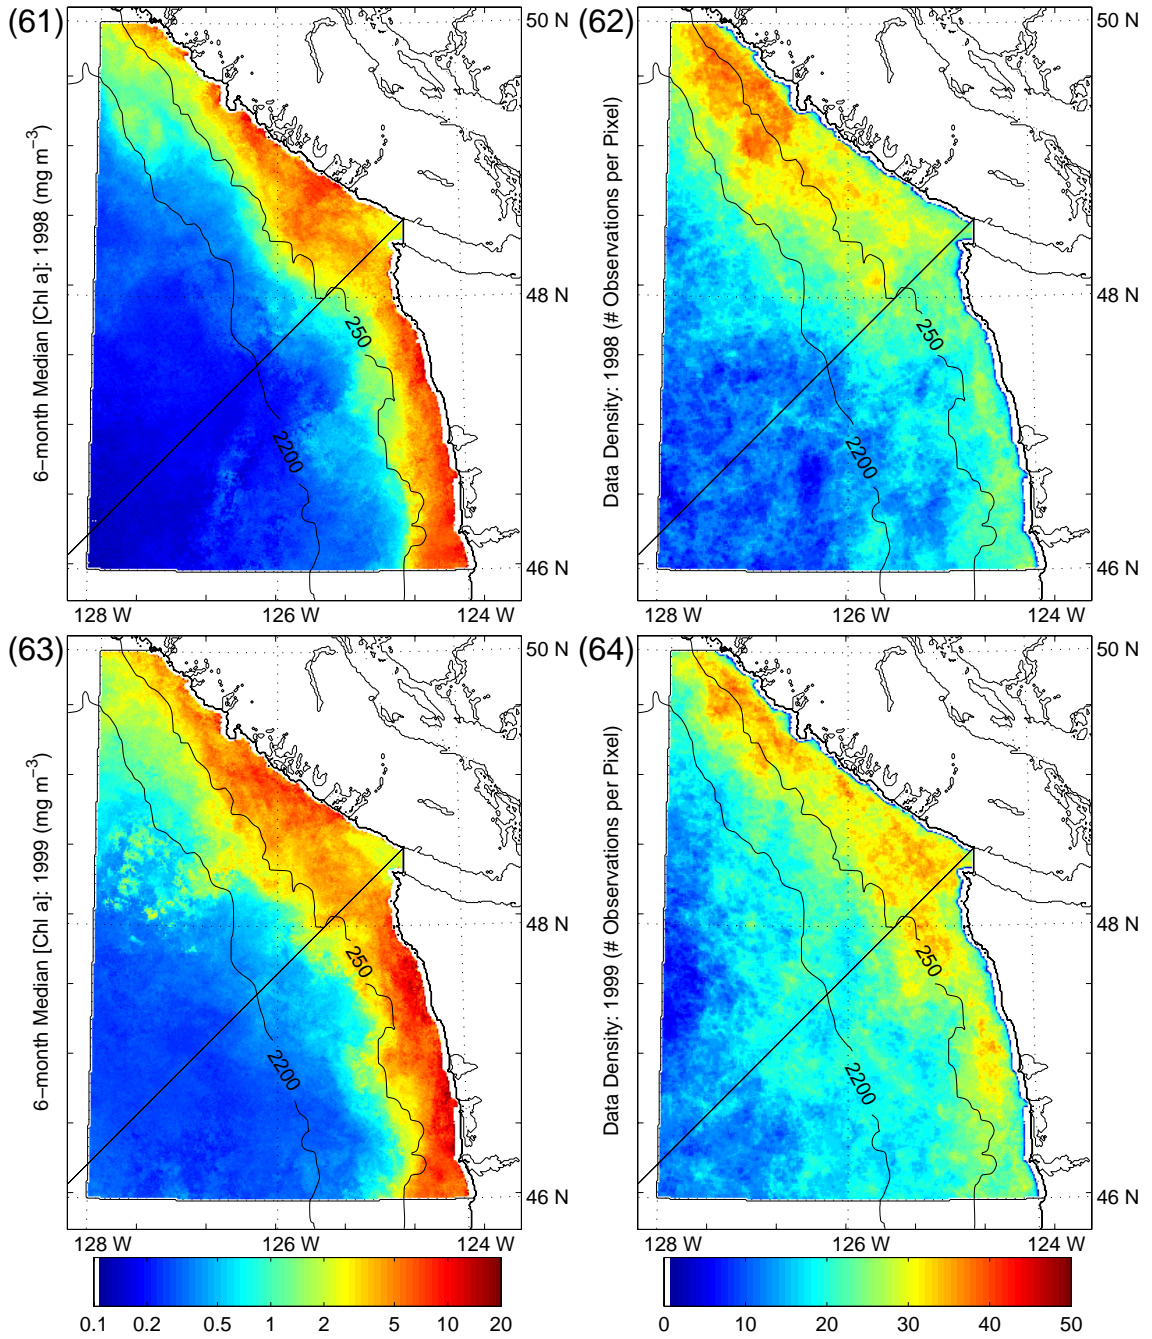 (61)
6−month Median [Chl a]: 1998 (mg m−3)
250
2200
50 N
48 N
46 N
128 W
126 W
124 W
(62)
Data Density: 1998 (# Observations per Pixel)
250
2200
50 N
48 N
46 N
128 W
126 W
124 W
(63)
6−month Median [Chl a]: 1999 (mg m−3)
250
2200
50 N
48 N
46 N
128 W
126 W
124 W
(64)
Data Density: 1999 (# Observations per Pixel)
250
2200
50 N
48 N
46 N
128 W
126 W
124 W
0.1 0.2 0.5 1 2 5 10 20
0 10 20 30 40 50